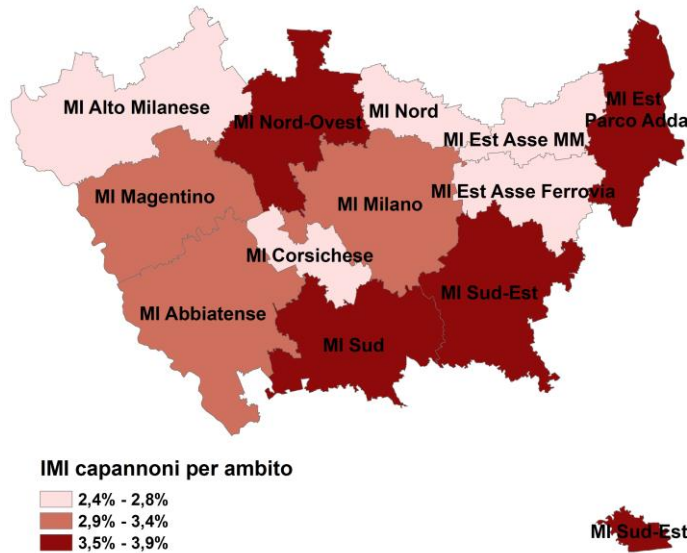 MI Alto Milanese
MI Nord-Ovest
MI Nord
MI Est
Parco Adda
MI Est Asse MM
MI Magentino
MI Milano
MI Est Asse Ferrovia
MI Corsichese
MI Abbiatense
MI Sud
MI Sud-Est
IMI capannoni per ambito
2,4% - 2,8%
2,9% - 3,4%
3,5% - 3,9%
MI Sud-Est